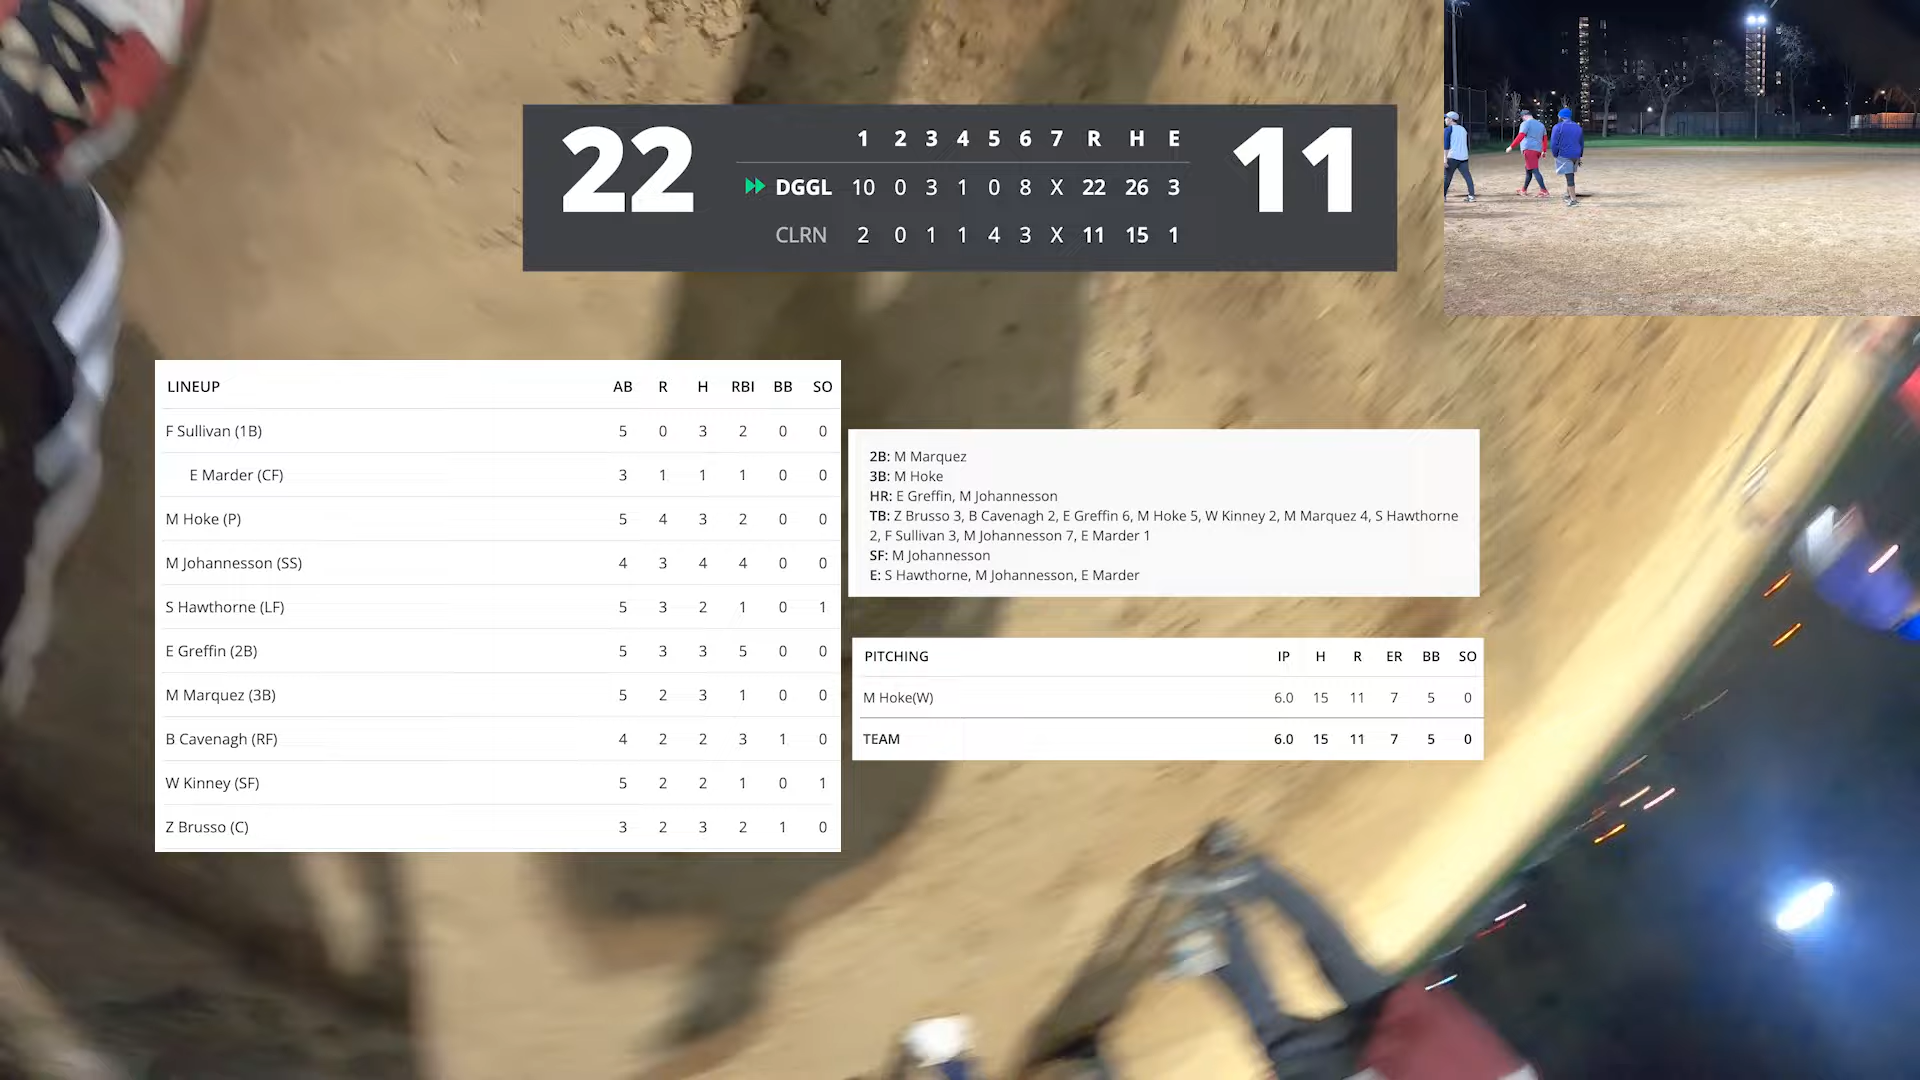 22
1 2 3 4 5 6 7 R H E
DGGL 10 0 3 1 0 8 X 22 26 3
CLRN 2 0 1 1 4 3 X 11 15 1
11
LINEUP AB R H RBI BB SO
F Sullivan (1B) 5 0 3 2 0 0
E Marder (CF) 3 1 1 1 0 0
M Hoke (P) 5 4 3 2 0 0
M Johannesson (SS) 4 3 4 4 0 0
S Hawthorne (LF) 5 3 2 1 0 1
E Greffin (2B) 5 3 3 5 0 0
M Marquez (3B) 5 2 3 1 0 0
B Cavenagh (RF) 4 2 2 3 1 0
W Kinney (SF) 5 2 2 1 0 1
Z Brusso (C) 3 2 3 2 1 0
2B: M Marquez
3B: M Hoke
HR: E Greffin, M Johannesson
TB: Z Brusso 3, B Cavenagh 2, E Greffin 6, M Hoke 5, W Kinney 2, M Marquez 4, S Hawthorne
2, F Sullivan 3, M Johannesson 7, E Marder 1
SF: M Johannesson
E: S Hawthorne, M Johannesson, E Marder
PITCHING IP H R ER BB SO
M Hoke(W) 6.0 15 11 7 5 0
TEAM 6.0 15 11 7 5 0